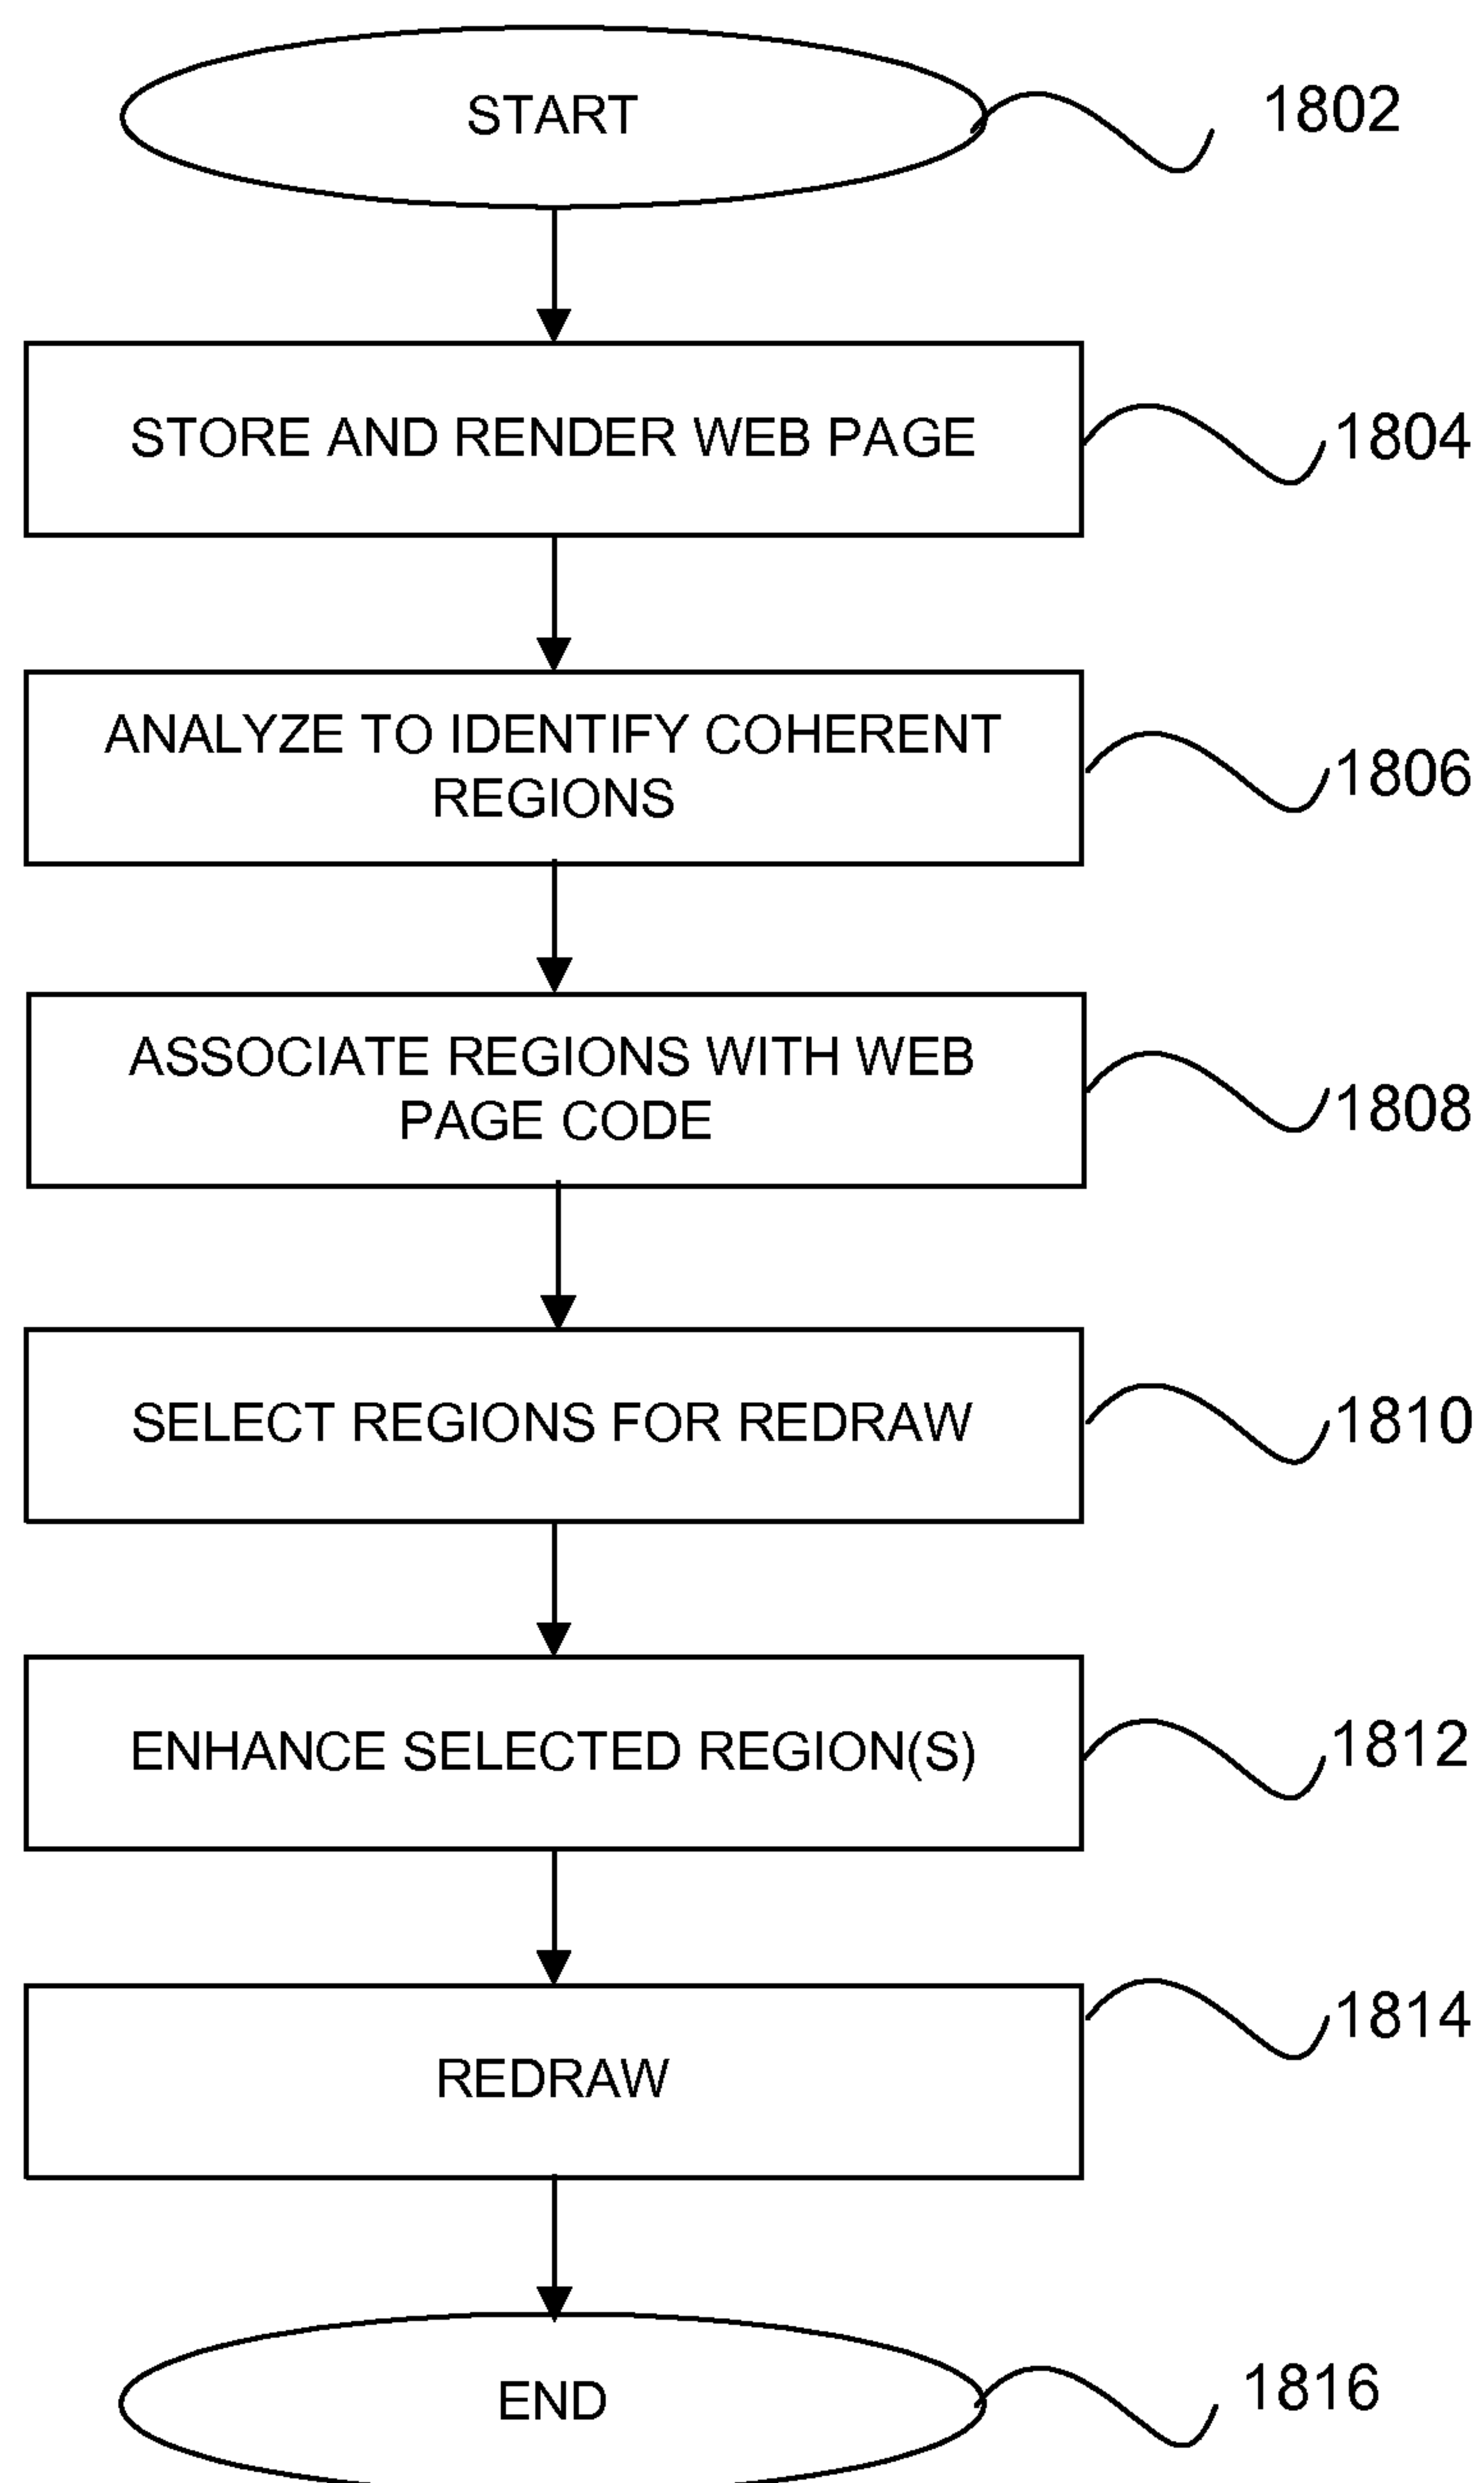 START
1802
STORE AND RENDER WEB PAGE
1804
ANALYZE TO IDENTIFY COHERENT
REGIONS
1806
ASSOCIATE REGIONS WITH WEB
PAGE CODE
1808
SELECT REGIONS FOR REDRAW
1810
ENHANCE SELECTED REGION(S)
1812
REDRAW
1814
END
1816